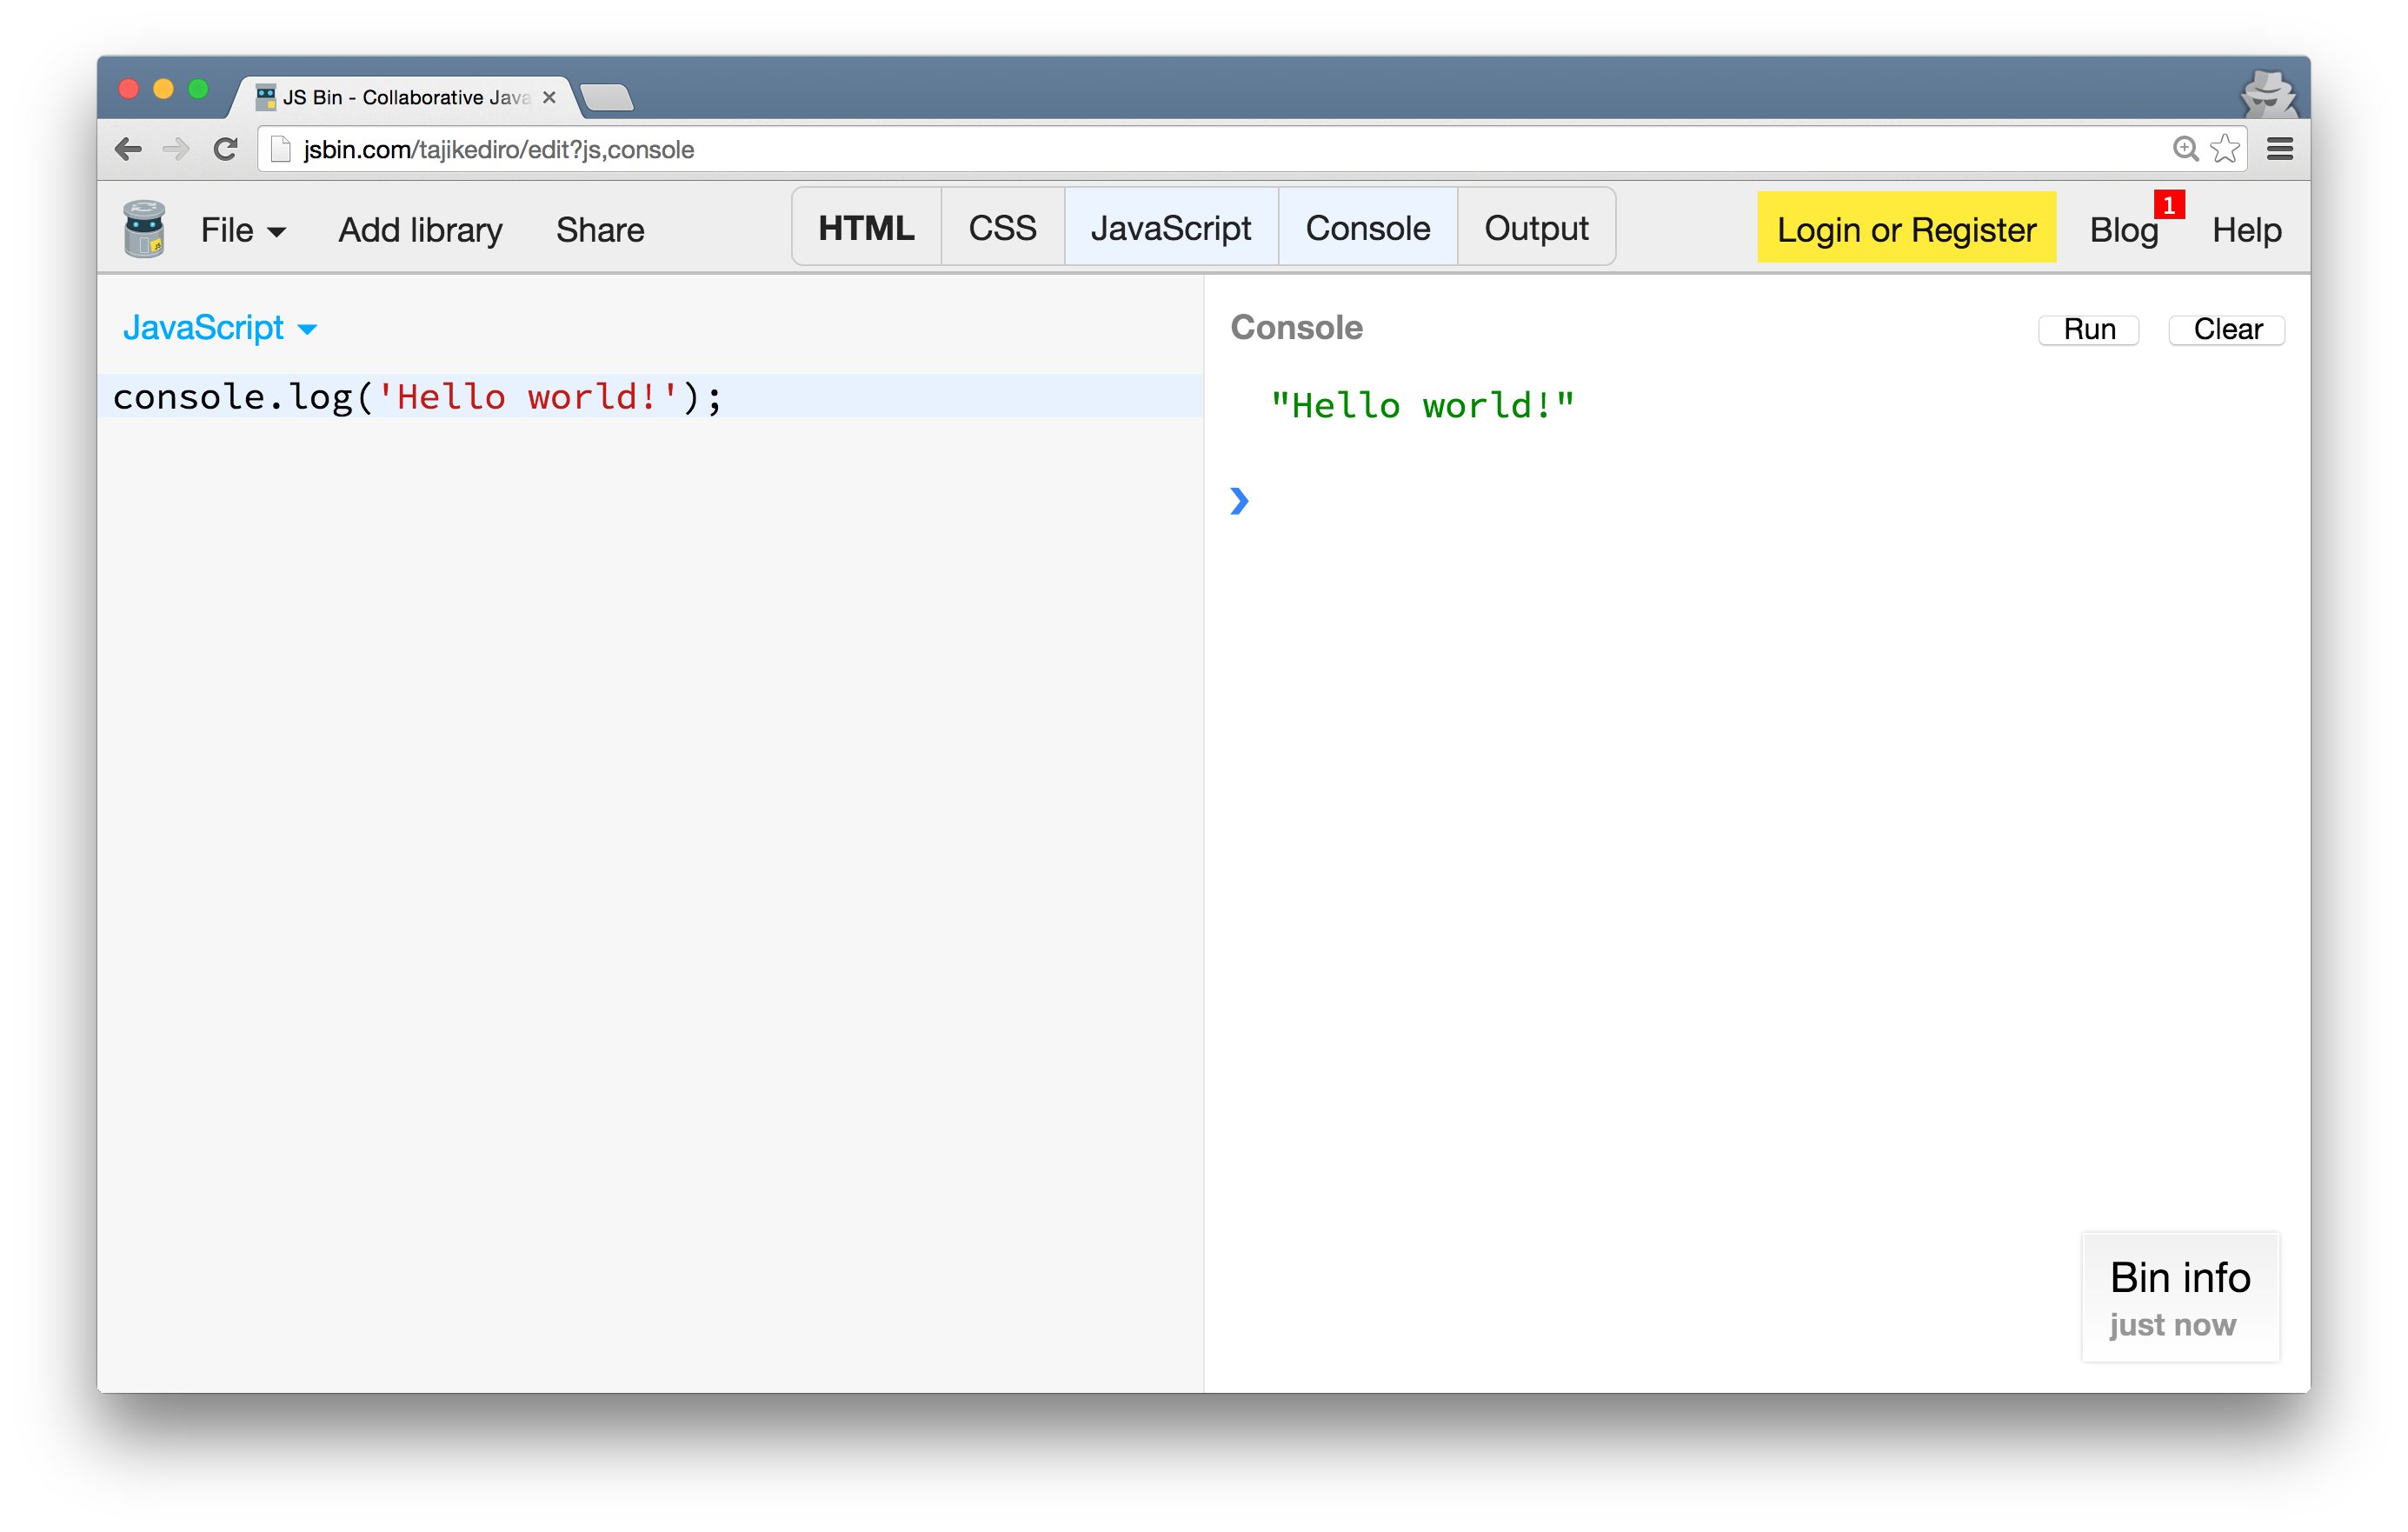 JS Bin - Collaborative Java
jsbin.com/tajikediro/edit?js,console
File Add library Share HTML CSS JavaScript Console Output Login or Register Blog 1 Help
JavaScript
Console Run Clear
console.log('Hello world!');
"Hello world!"
Bin info
just now